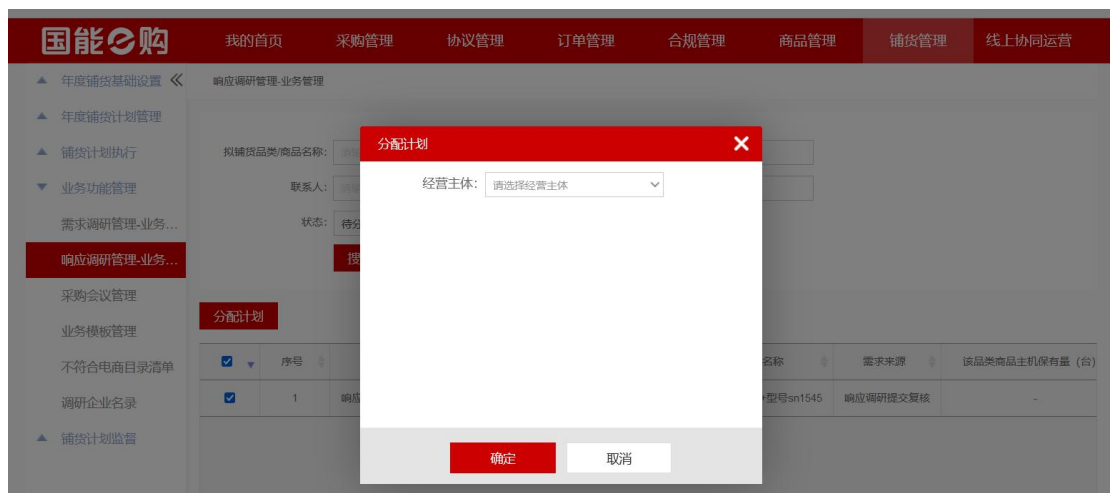 国能e购 我的首页 采购管理 协议管理 订单管理 合规管理 商品管理 铺货管理 线上协同运营
年度铺货基础设置 响应调研管理-业务管理
年度铺货计划管理
分配计划
铺货计划执行 拟铺货品类/商品名称:
业务功能管理 联系人: 经营主体: 请选择经营主体
需求调研管理-业务... 状态: 待分
响应调研管理-业务... 搜
采购会议管理
分配计划
业务模板管理
不符合电商目录清单 序号 名称 需求来源 该品类商品主机保有量 (台)
调研企业名录 1 响应 +型号sn1545 响应调研提交复核 -
铺货计划监督
确定 取消